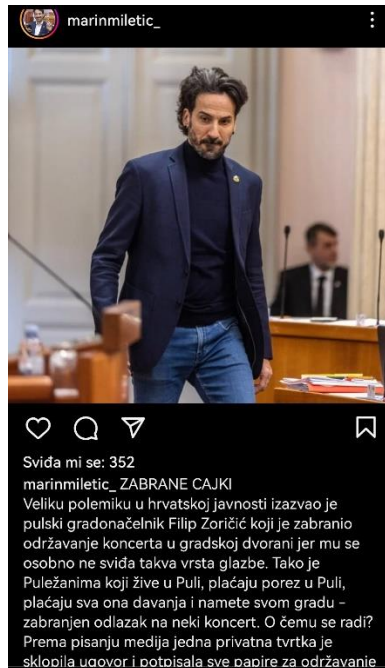 marinmiletic_
Sviđa mi se: 352
marinmiletic_ ZABRANE CAJKI
Veliku polemiku u hrvatskoj javnosti izazvao je
pulski gradonačelnik Filip Zoričić koji je zabranio
održavanje koncerta u gradskoj dvorani jer mu se
osobno ne sviđa takva vrsta glazbe. Tako je
Puležanima koji žive u Puli, plaćaju porez u Puli,
plaćaju sva ona davanja i namete svom gradu -
zabranjen odlazak na neki koncert. O čemu se radi?
Prema pisanju medija jedna privatna tvrtka je
sklopila ugovor i potpisala sve papire za održavanje